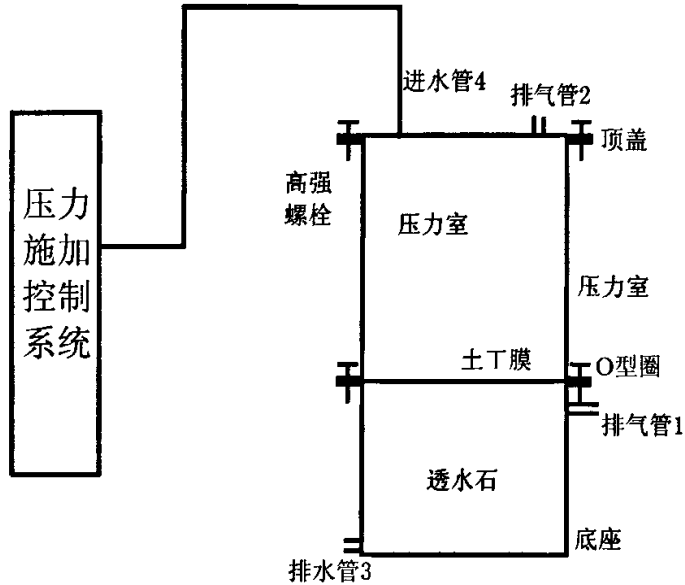 进水管4
排气管2
顶盖
高强
螺栓
压力
施加
控制
系统
压力室
压力室
土丁膜
O型圈
排气管1
透水石
底座
排水管3